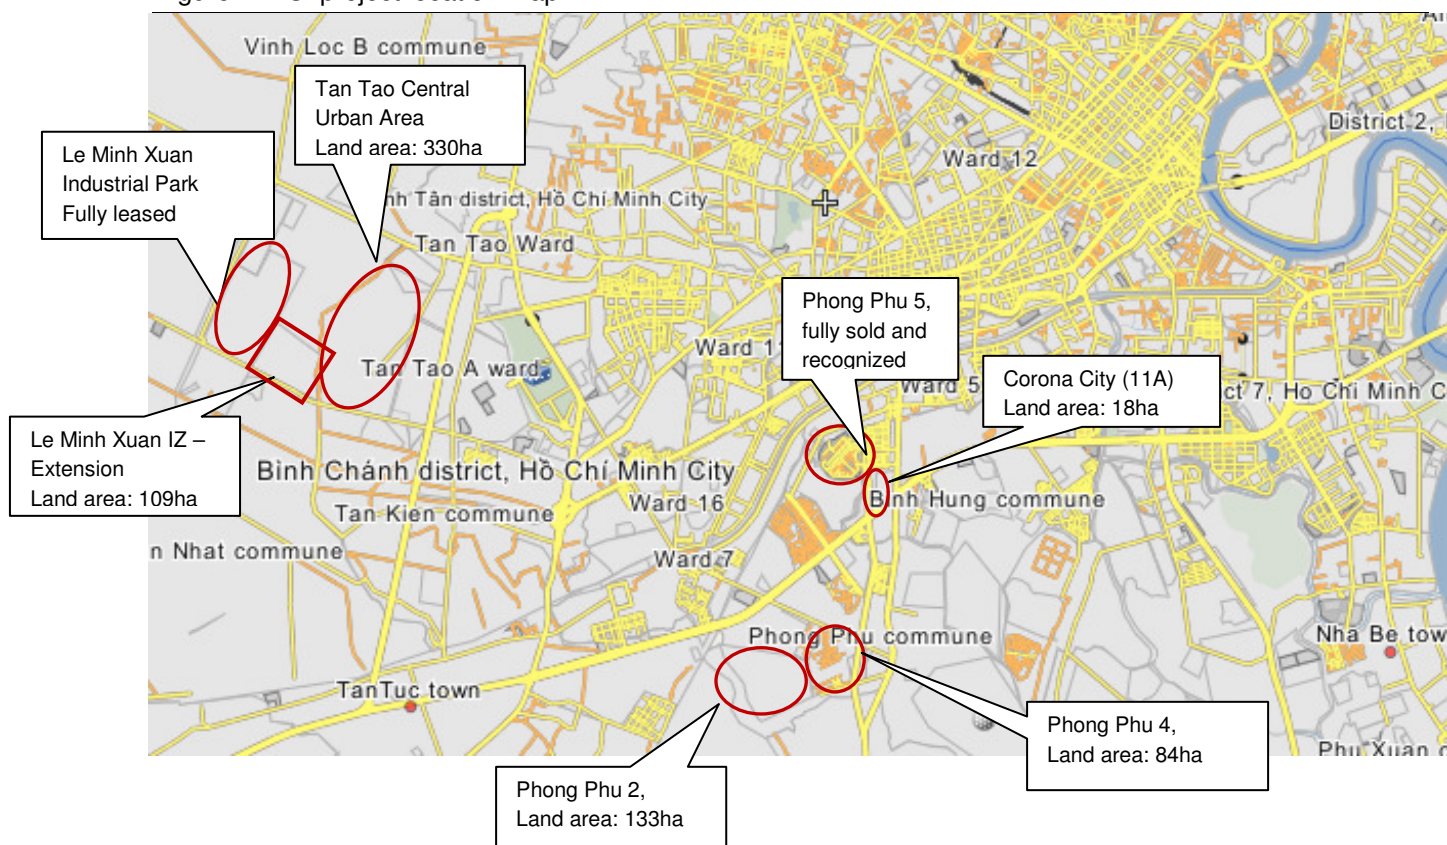 Vinh Loc B commune
Tan Tao Central
Urban Area
Land area: 330ha
District 2,
Le Minh Xuan
Industrial Park
Fully leased
Ward 12
nh Tân district, Hồ Chí Minh City
Tan Tao Ward
Phong Phu 5,
fully sold and
recognized
Ward 1
Tan Tao A ward
Ward 5
Corona City (11A)
Land area: 18ha
ct 7, Ho Chi Minh C
Le Minh Xuan IZ –
Extension
Land area: 109ha
Bình Chánh district, Hồ Chí Minh City
Ward 16
Binh Hung commune
Tan Kien commune
n Nhat commune
Ward 7
Phong Phu commune
Nha Be tow
TanTuc town
Phong Phu 4,
Land area: 84ha
Phu Xuan
Phong Phu 2,
Land area: 133ha